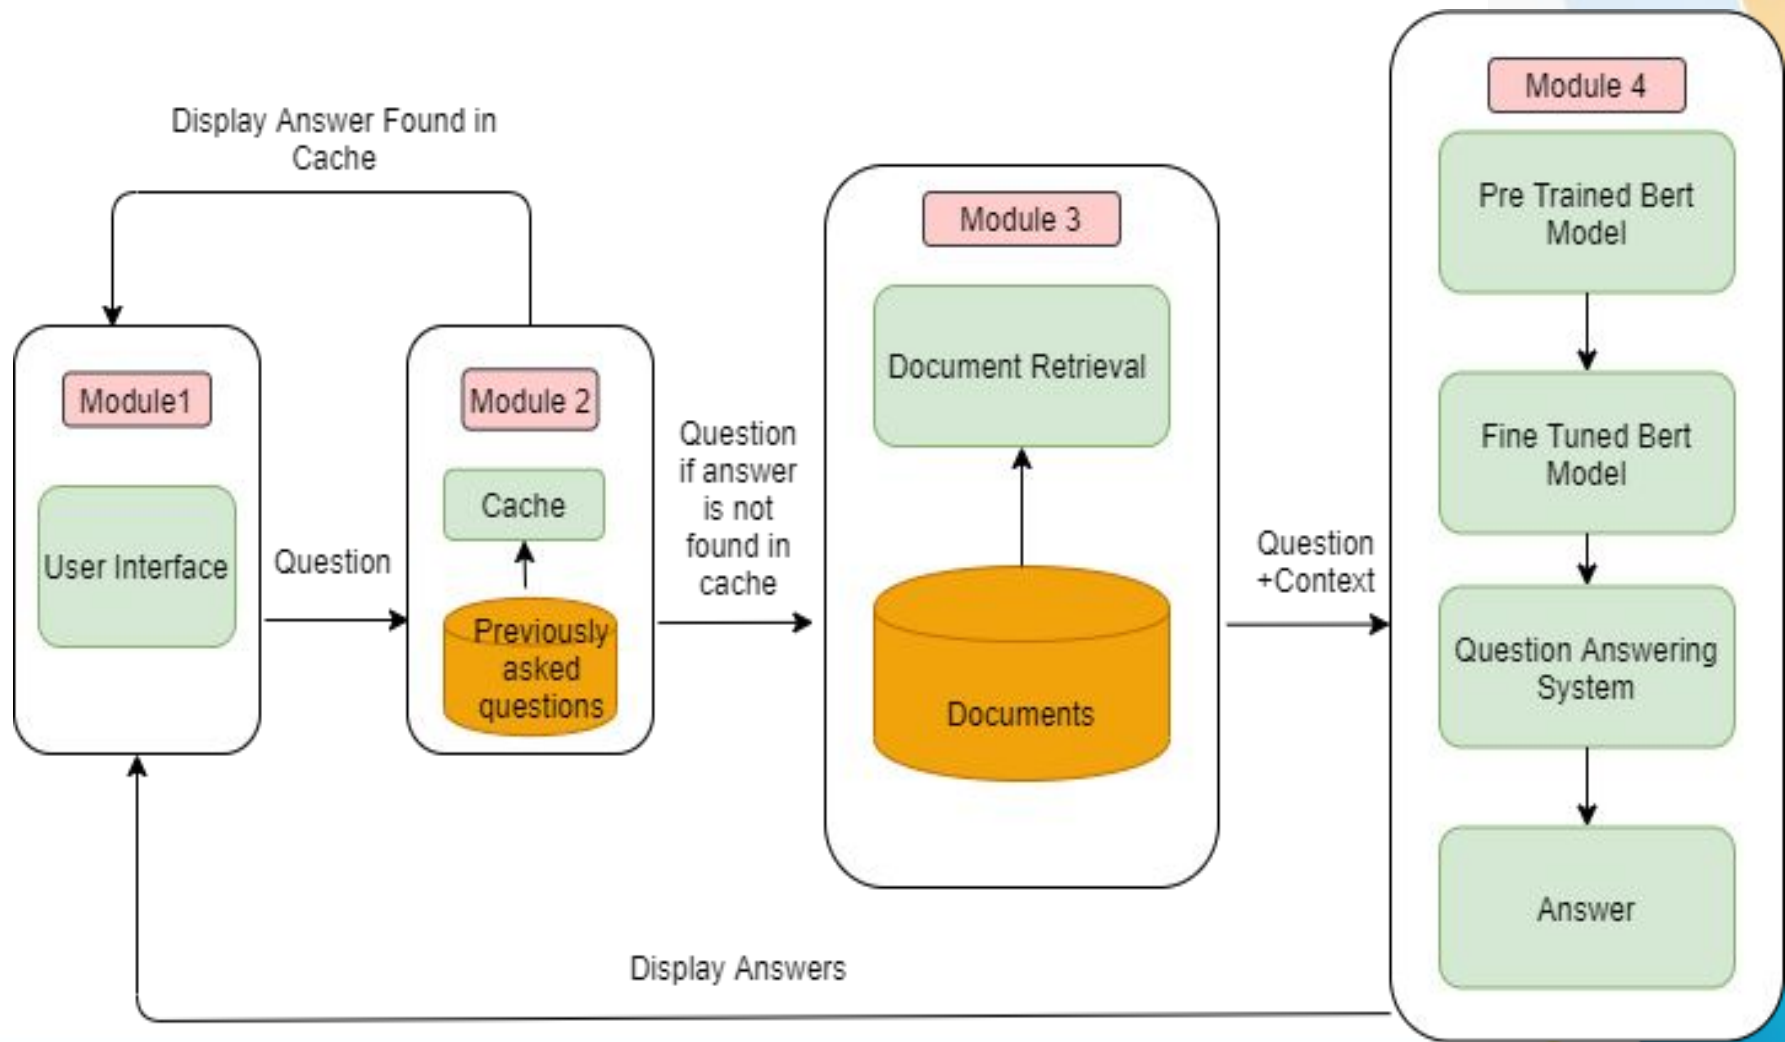 Display Answer Found in
Cache
Module1
User Interface
Question
Module 2
Cache
Previously
asked
questions
Question
if answer
is not
found in
cache
Module 3
Document Retrieval
Documents
Question
+Context
Module 4
Pre Trained Bert
Model
Fine Tuned Bert
Model
Question Answering
System
Answer
Display Answers